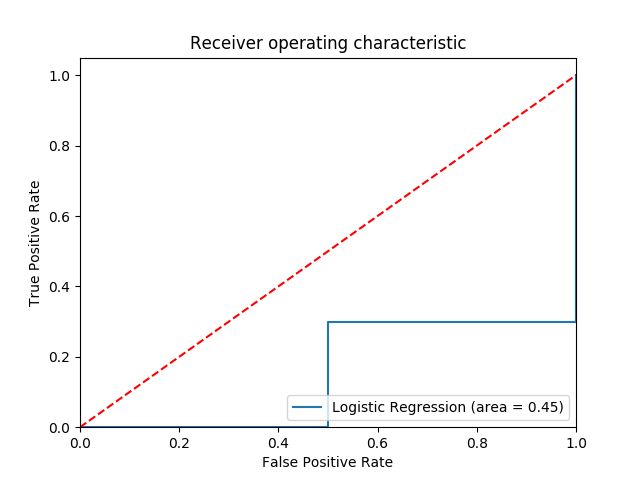 Receiver operating characteristic
1.0
0.8
0.6
0.4
0.2
0.0
True Positive Rate
Logistic Regression (area = 0.45)
0.0 0.2 0.4 0.6 0.8 1.0
False Positive Rate